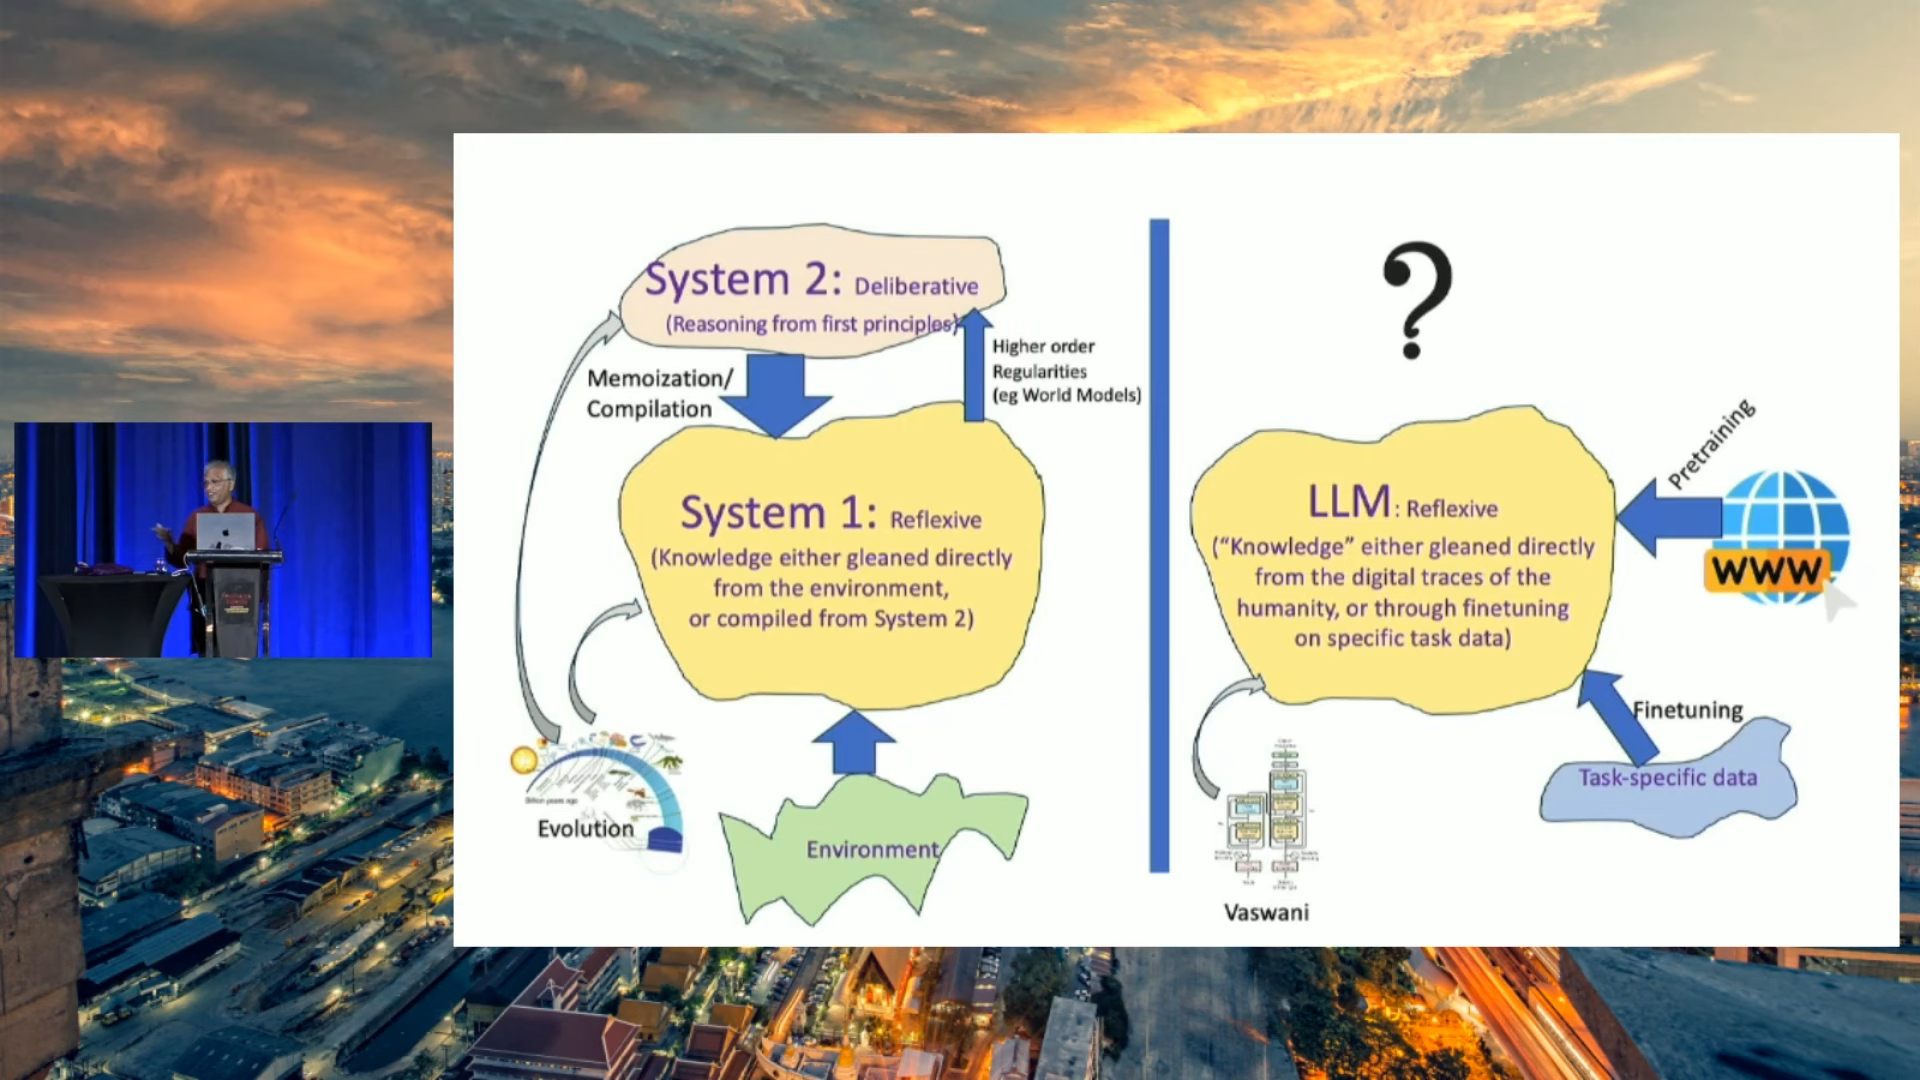 System 2: Deliberative
(Reasoning from first principles)
Memoization/
Compilation
Higher order
Regularities
(eg World Models)
System 1: Reflexive
(Knowledge either gleaned directly
from the environment,
or compiled from System 2)
Billion years ago
Evolution
Environment
?
LLM: Reflexive
("Knowledge" either gleaned directly
from the digital traces of the
humanity, or through finetuning
on specific task data)
Pretraining
WWW
Finetuning
Task-specific data
Vaswani